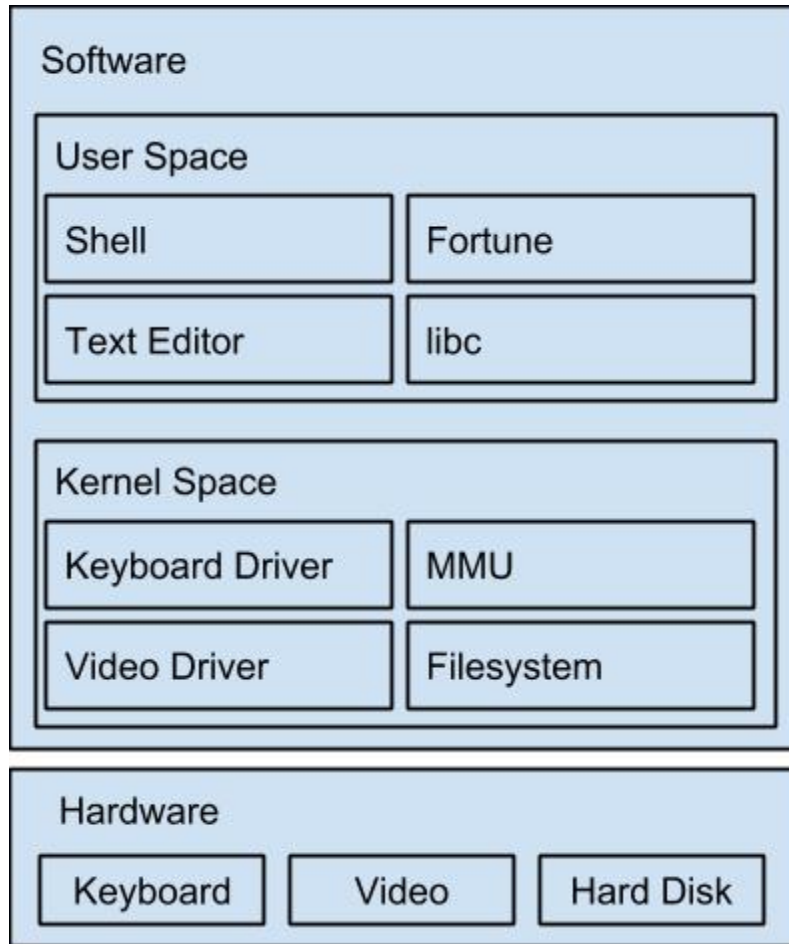 Software
User Space
Shell
Fortune
Text Editor
libc
Kernel Space
Keyboard Driver
MMU
Video Driver
Filesystem
Hardware
Keyboard
Video
Hard Disk